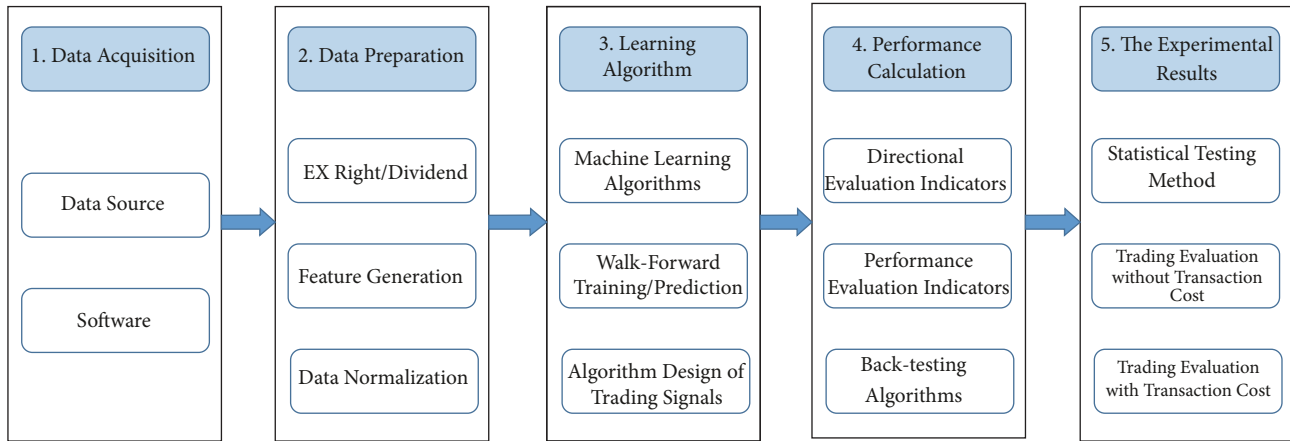 1. Data Acquisition
Data Source
Software
2. Data Preparation
EX Right/Dividend
Feature Generation
Data Normalization
3. Learning
Algorithm
Machine Learning
Algorithms
Walk-Forward
Training/Prediction
Algorithm Design of
Trading Signals
4. Performance
Calculation
Directional
Evaluation Indicators
Performance
Evaluation Indicators
Back-testing
Algorithms
5. The Experimental
Results
Statistical Testing
Method
Trading Evaluation
without Transaction
Cost
Trading Evaluation
with Transaction Cost